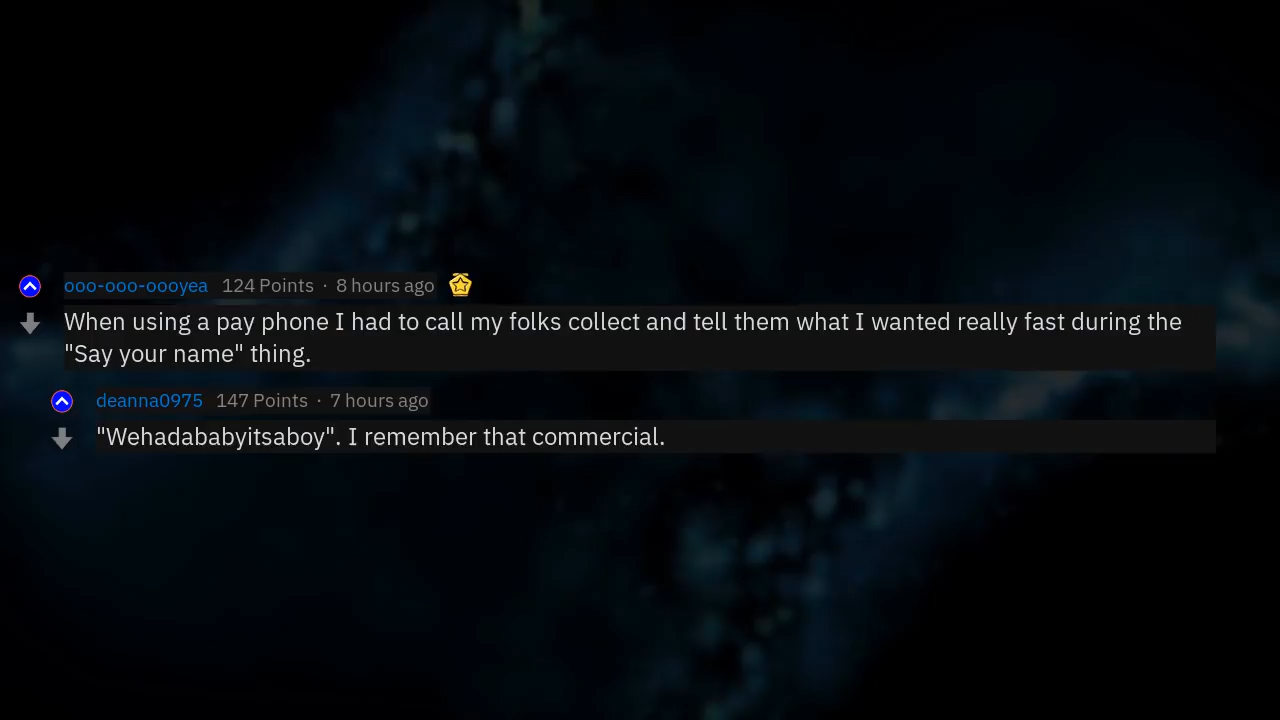 ooo-ooo-oooyea 124 Points · 8 hours ago
When using a pay phone I had to call my folks collect and tell them what I wanted really fast during the
"Say your name" thing.
deanna0975 147 Points · 7 hours ago
"Wehadababyitsaboy". I remember that commercial.